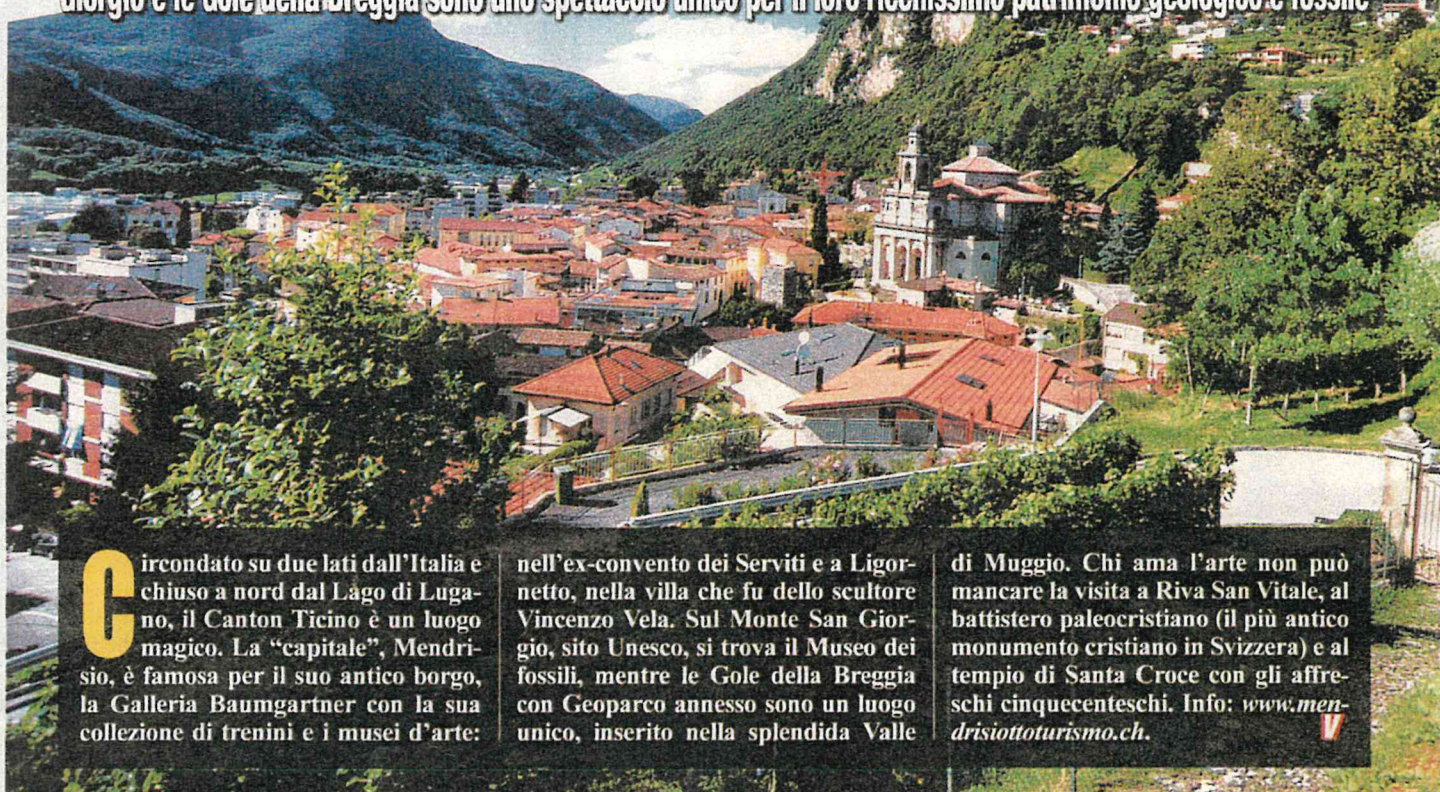 Giorgio e le Gole della Breggia sono uno spettacolo unico per il loro ricchissimo patrimonio geologico e fossile
Circondato su due lati dall'Italia e
chiuso a nord dal Lago di Luga-
no, il Canton Ticino è un luogo
magico. La “capitale”, Mendri-
sio, è famosa per il suo antico borgo,
la Galleria Baumgartner con la sua
collezione di trenini e i musei d'arte:
nell'ex-convento dei Serviti e a Ligor-
netto, nella villa che fu dello scultore
Vincenzo Vela. Sul Monte San Gior-
gio, sito Unesco, si trova il Museo dei
fossili, mentre le Gole della Breggia
con Geoparco annesso sono un luogo
unico, inserito nella splendida Valle
di Muggio. Chi ama l'arte non può
mancare la visita a Riva San Vitale, al
battistero paleocristiano (il più antico
monumento cristiano in Svizzera) e al
tempio di Santa Croce con gli affre-
schi cinquecenteschi. Info: www.men-
drisiottoturismo.ch.
V